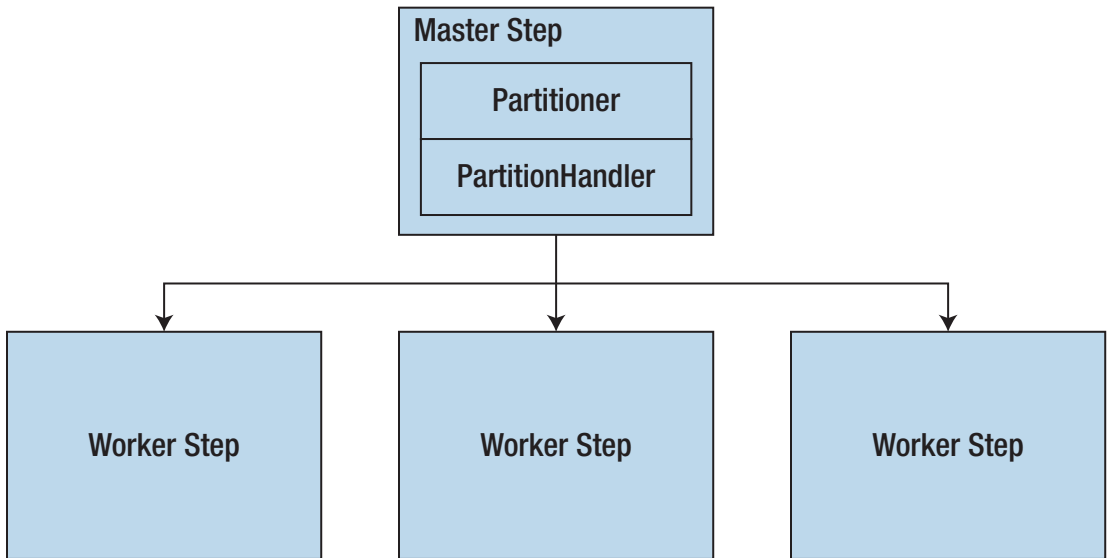 Master Step
Partitioner
PartitionHandler
Worker Step
Worker Step
Worker Step